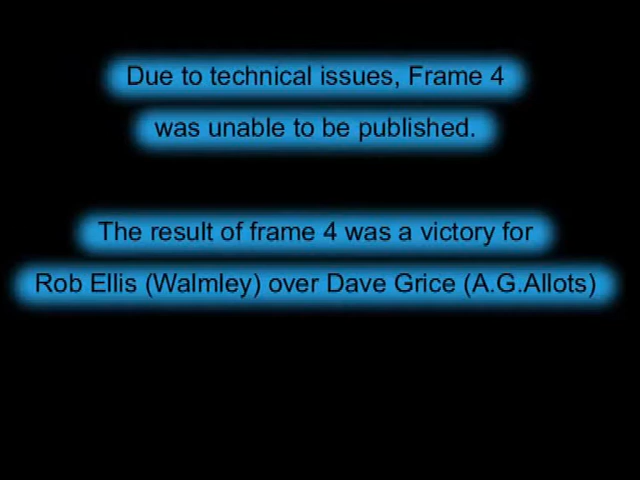 Due to technical issues, Frame 4
was unable to be published.
The result of frame 4 was a victory for
Rob Ellis (Walmley) over Dave Grice (A.G.Allots)